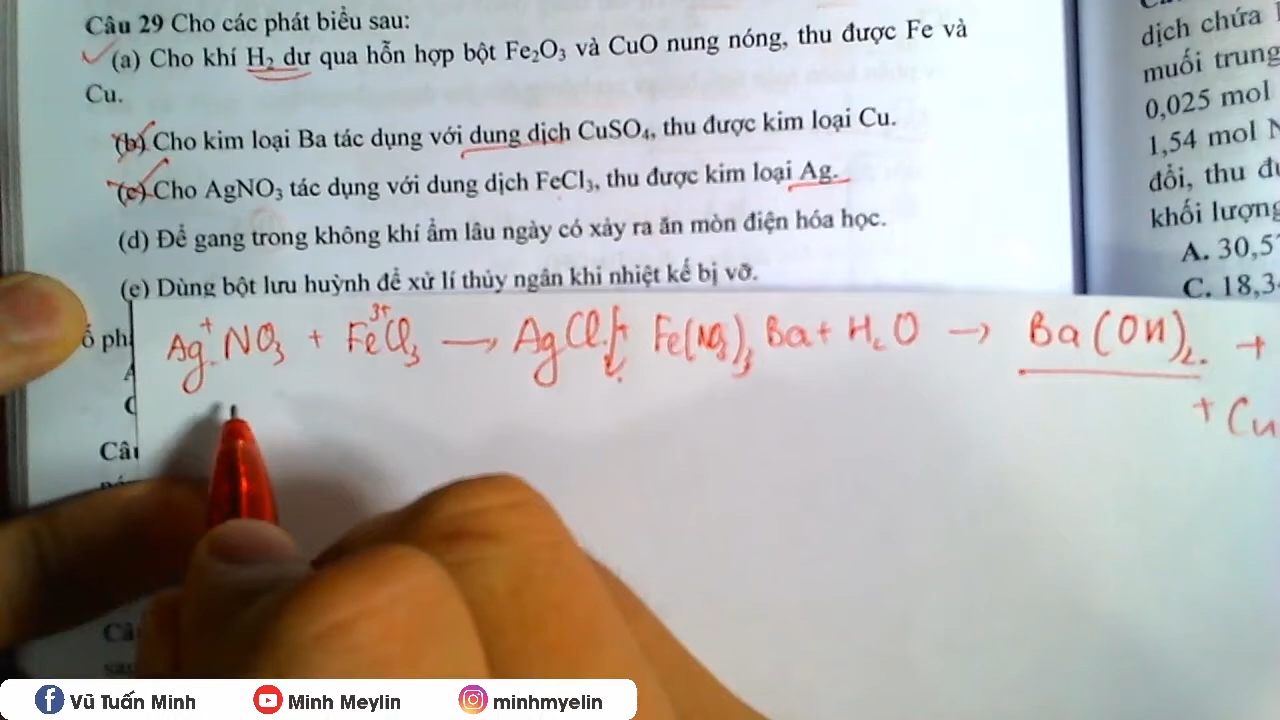 Câu 29 Cho các phát biểu sau:
(a) Cho khí H₂ dư qua hỗn hợp bột Fe₂O₃ và CuO nung nóng, thu được Fe và
Cu.
(b) Cho kim loại Ba tác dụng với dung dịch CuSO₄, thu được kim loại Cu.
(c) Cho AgNO₃ tác dụng với dung dịch FeCl₃, thu được kim loại Ag.
(d) Để gang trong không khí ẩm lâu ngày có xảy ra ăn mòn điện hóa học.
(e) Dùng bột lưu huỳnh để xử lí thủy ngân khi nhiệt kế bị vỡ.
ố ph
Ag⁺NO₃ + Fe³⁺Cl₃ → AgCl↓ + Fe(NO₃)₃ Ba + H₂O → Ba(OH)₂ +
+ Cu
Câu
dịch chứa
muối trung
0,025 mol
1,54 mol N
đổi, thu đư
khối lượng
A. 30,5
C. 18,3
Vũ Tuấn Minh
Minh Meylin
minhmyelin